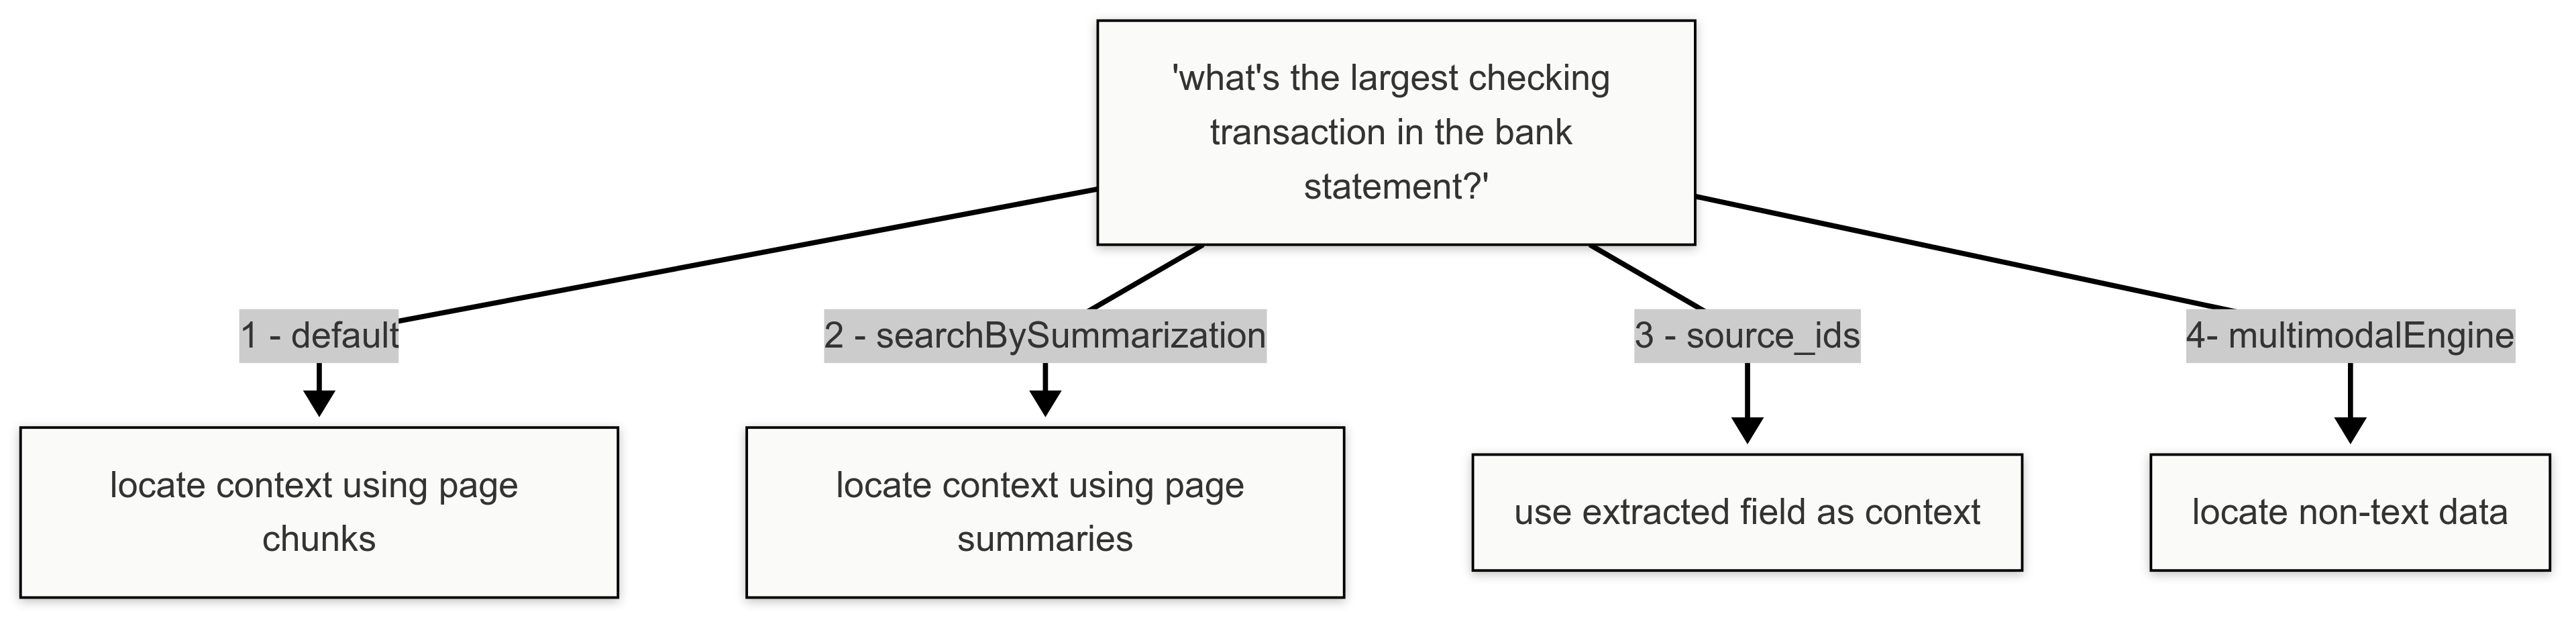 'what's the largest checking
transaction in the bank
statement?'
1 - default
2 - searchBySummarization
3 - source_ids
4- multimodalEngine
locate context using page
chunks
locate context using page
summaries
use extracted field as context
locate non-text data